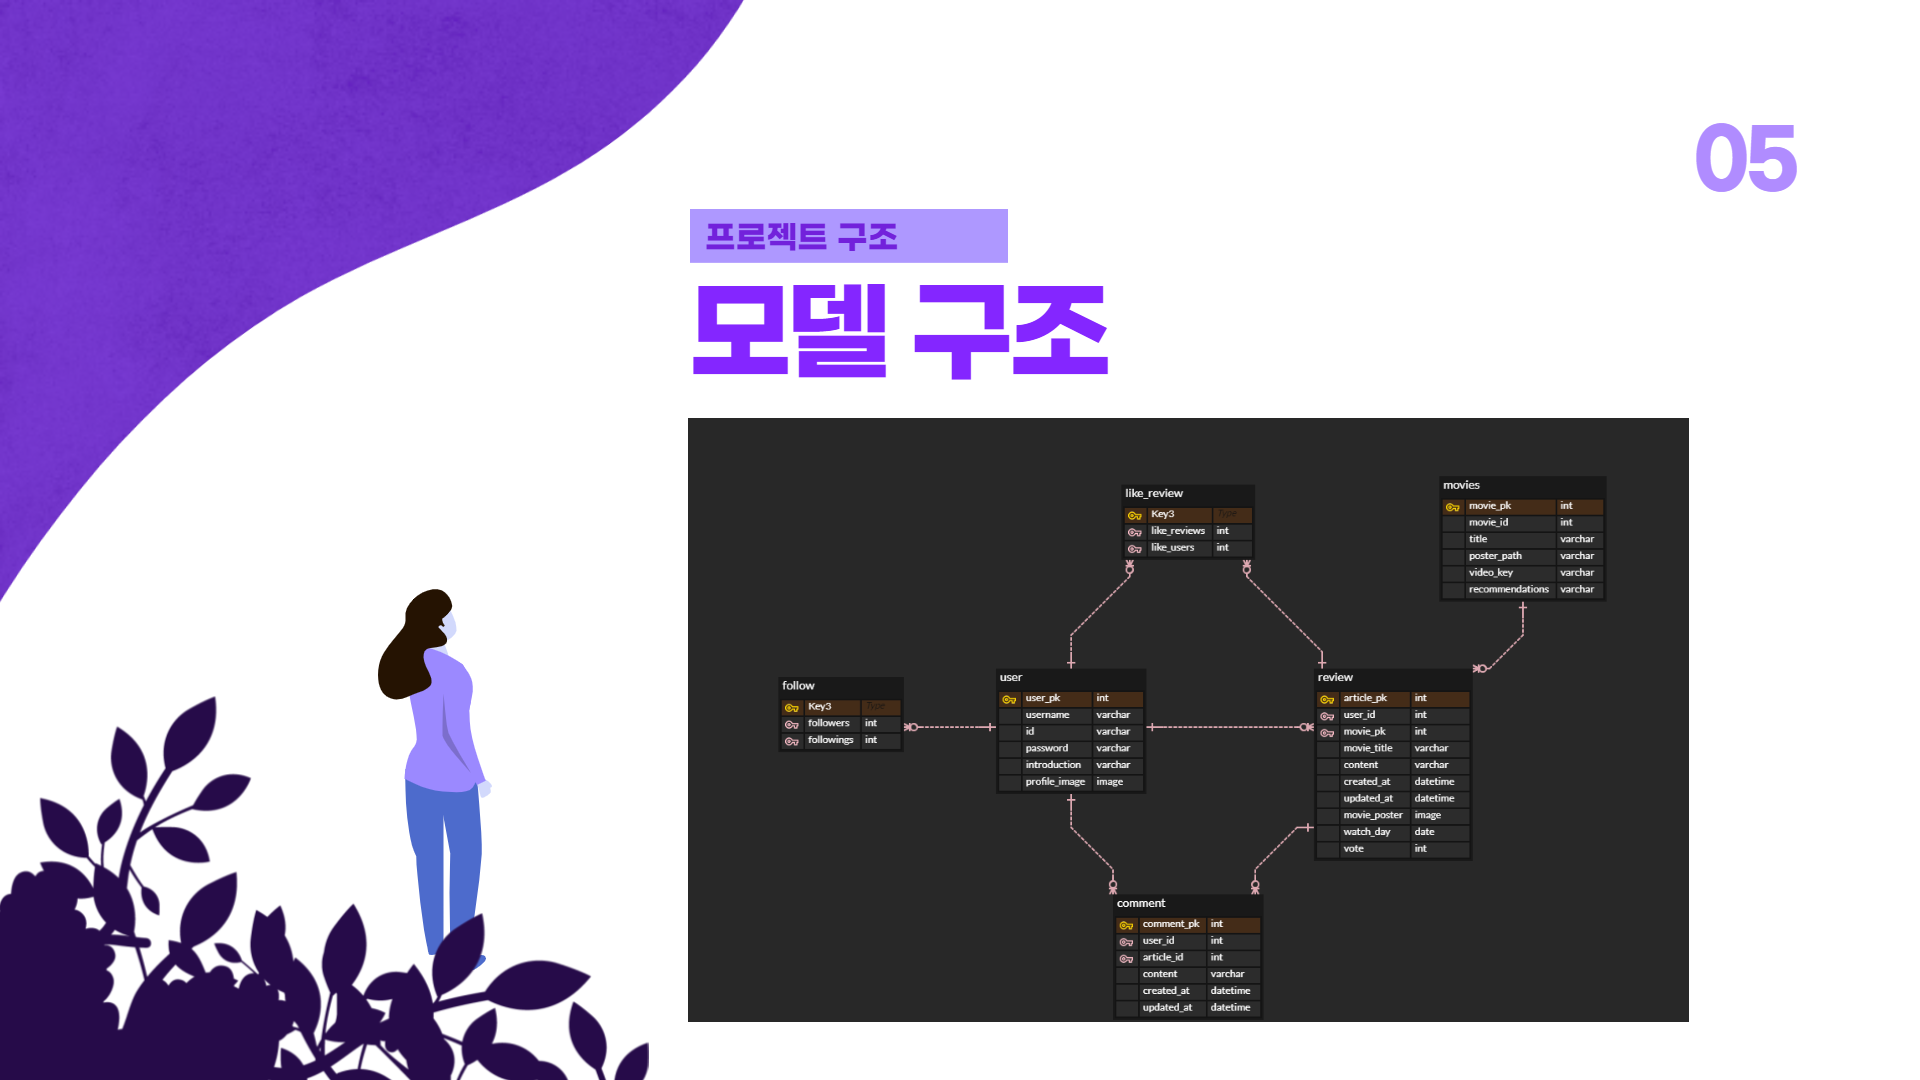 05
프로젝트 구조
모델 구조
like_review
Key3 Type
like_reviews int
like_users int
movies
movie_pk int
movie_id int
title varchar
poster_path varchar
video_key varchar
recommendations varchar
follow
Key3 Type
followers int
followings int
user
user_pk int
username varchar
id varchar
password varchar
introduction varchar
profile_image image
review
article_pk int
user_id int
movie_pk int
movie_title varchar
content varchar
created_at datetime
updated_at datetime
movie_poster image
watch_day date
vote int
comment
comment_pk int
user_id int
article_id int
content varchar
created_at datetime
updated_at datetime